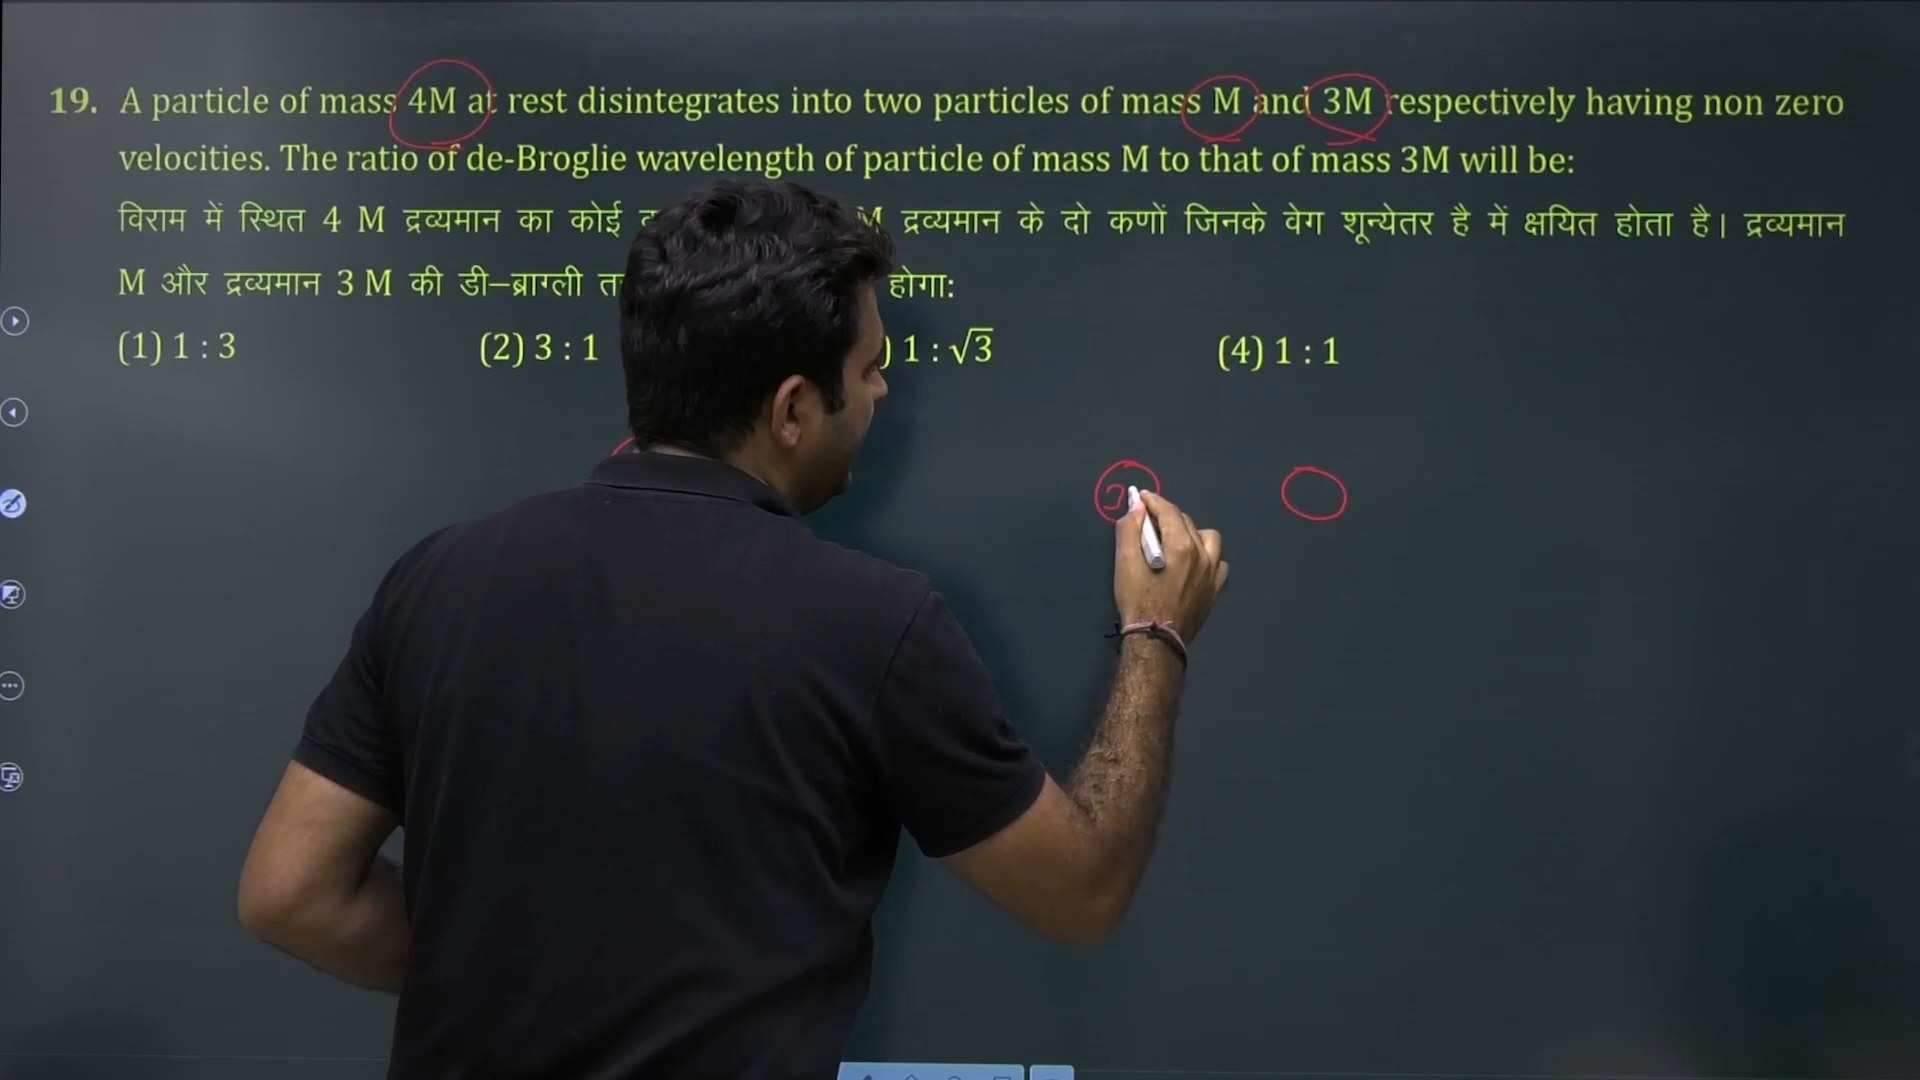 19. A particle of mass 4M at rest disintegrates into two particles of mass M and 3M respectively having non zero
velocities. The ratio of de-Broglie wavelength of particle of mass M to that of mass 3M will be:
विराम में स्थित 4 M द्रव्यमान का कोई M द्रव्यमान के दो कणों जिनके वेग शून्येतर है में क्षयित होता है। द्रव्यमान
M और द्रव्यमान 3 M की डी–ब्राग्ली होगा:
(1) 1 : 3 (2) 3 : 1 ) 1 : √3 (4) 1 : 1